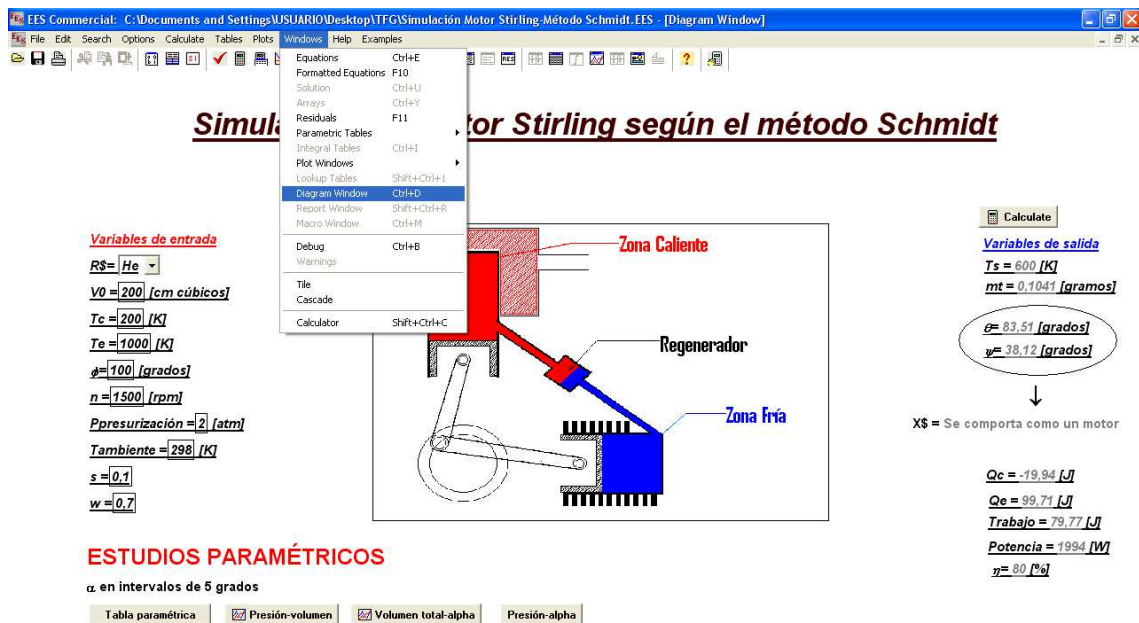 EES Commercial: C:\Documents and Settings\USUARIO\Desktop\TFG\Simulación Motor Stirling-Método Schmidt.EES - [Diagram Window]
File Edit Search Options Calculate Tables Plots Windows Help Examples
Equations Ctrl+E
Formatted Equations F10
Solution Ctrl+U
Arrays Ctrl+Y
Residuals F11
Parametric Tables
Integral Tables Ctrl+I
Plot Windows
Lookup Tables Shift+Ctrl+1
Diagram Window Ctrl+D
Report Window Shift+Ctrl+R
Macro Window Ctrl+M
Debug Ctrl+B
Warnings
Tile
Cascade
Calculator Shift+Ctrl+C
Simula tor Stirling según el método Schmidt
Variables de entrada
R$= He
V0 = 200 [cm cúbicos]
Tc = 200 [K]
Te = 1000 [K]
ϕ= 100 [grados]
n = 1500 [rpm]
Ppresurización = 2 [atm]
Tambiente = 298 [K]
s = 0,1
w = 0,7
Zona Caliente
Regenerador
Zona Fría
Calculate
Variables de salida
Ts = 600 [K]
mt = 0,1041 [gramos]
θ= 83,51 [grados]
ψ= 38,12 [grados]
X$ = Se comporta como un motor
Qc = -19,94 [J]
Qe = 99,71 [J]
Trabajo = 79,77 [J]
Potencia = 1994 [W]
η= 80 [%]
ESTUDIOS PARAMÉTRICOS
α en intervalos de 5 grados
Tabla paramétrica Presión-volumen Volumen total-alpha Presión-alpha